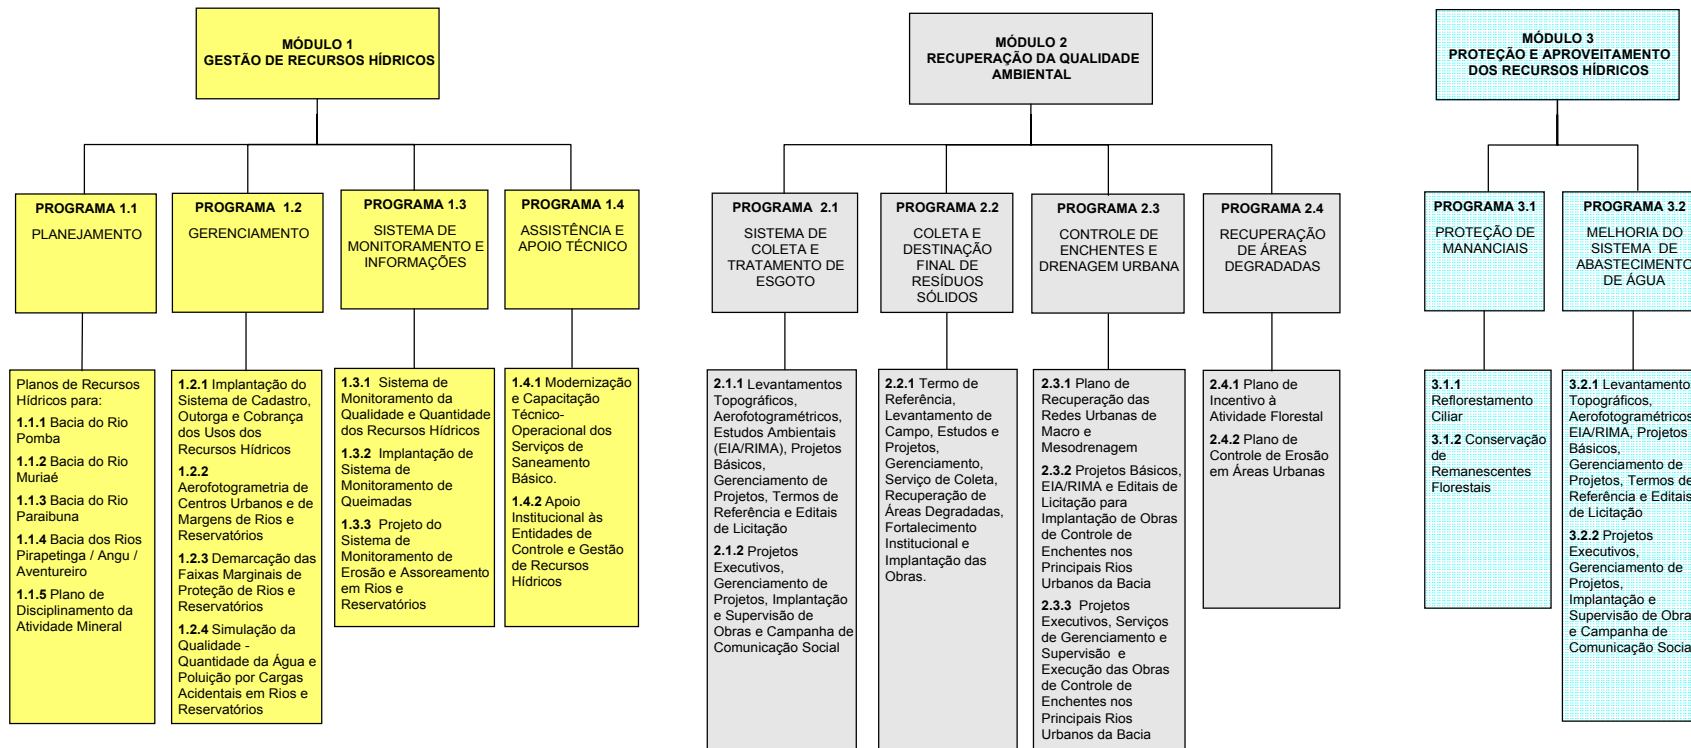 MÓDULO 1
GESTÃO DE RECURSOS HÍDRICOS
MÓDULO 2
RECUPERAÇÃO DA QUALIDADE
AMBIENTAL
MÓDULO 3
PROTEÇÃO E APROVEITAMENTO
DOS RECURSOS HÍDRICOS
PROGRAMA 1.1
PLANEJAMENTO
PROGRAMA 1.2
GERENCIAMENTO
PROGRAMA 1.3
SISTEMA DE
MONITORAMENTO E
INFORMAÇÕES
PROGRAMA 1.4
ASSISTÊNCIA E
APOIO TÉCNICO
PROGRAMA 2.1
SISTEMA DE
COLETA E
TRATAMENTO DE
ESGOTO
PROGRAMA 2.2
COLETA E
DESTINAÇÃO
FINAL DE
RESÍDUOS
SÓLIDOS
PROGRAMA 2.3
CONTROLE DE
ENCHENTES E
DRENAGEM URBANA
PROGRAMA 2.4
RECUPERAÇÃO
DE ÁREAS
DEGRADADAS
PROGRAMA 3.1
PROTEÇÃO DE
MANANCIAIS
PROGRAMA 3.2
MELHORIA DO
SISTEMA DE
ABASTECIMENTO
DE ÁGUA
Planos de Recursos
Hídricos para:
1.1.1 Bacia do Rio
Pomba
1.1.2 Bacia do Rio
Muriaé
1.1.3 Bacia do Rio
Paraibuna
1.1.4 Bacia dos Rios
Pirapetinga / Angu /
Aventureiro
1.1.5 Plano de
Disciplinamento da
Atividade Mineral
1.2.1 Implantação do
Sistema de Cadastro,
Outorga e Cobrança
dos Usos dos
Recursos Hídricos
1.2.2
Aerofotogrametria de
Centros Urbanos e de
Margens de Rios e
Reservatórios
1.2.3 Demarcação das
Faixas Marginais de
Proteção de Rios e
Reservatórios
1.2.4 Simulação da
Qualidade -
Quantidade da Água e
Poluição por Cargas
Acidentais em Rios e
Reservatórios
1.3.1 Sistema de
Monitoramento da
Qualidade e Quantidade
dos Recursos Hídricos
1.3.2 Implantação de
Sistema de
Monitoramento de
Queimadas
1.3.3 Projeto do
Sistema de
Monitoramento de
Erosão e Assoreamento
em Rios e
Reservatórios
1.4.1 Modernização
e Capacitação
Técnico-
Operacional dos
Serviços de
Saneamento
Básico.
1.4.2 Apoio
Institucional às
Entidades de
Controle e Gestão
de Recursos
Hídricos
2.1.1 Levantamentos
Topográficos,
Aerofotogramétricos,
Estudos Ambientais
(EIA/RIMA), Projetos
Básicos,
Gerenciamento de
Projetos, Termos de
Referência e Editais
de Licitação
2.1.2 Projetos
Executivos,
Gerenciamento de
Projetos, Implantação
e Supervisão de
Obras e Campanha de
Comunicação Social
2.2.1 Termo de
Referência,
Levantamento de
Campo, Estudos e
Projetos,
Gerenciamento,
Serviço de Coleta,
Recuperação de
Áreas Degradadas,
Fortalecimento
Institucional e
Implantação das
Obras.
2.3.1 Plano de
Recuperação das
Redes Urbanas de
Macro e
Mesodrenagem
2.3.2 Projetos Básicos,
EIA/RIMA e Editais de
Licitação para
Implantação de Obras
de Controle de
Enchentes nos
Principais Rios
Urbanos da Bacia
2.3.3 Projetos
Executivos, Serviços
de Gerenciamento e
Supervisão e
Execução das Obras
de Controle de
Enchentes nos
Principais Rios
Urbanos da Bacia
2.4.1 Plano de
Incentivo à
Atividade Florestal
2.4.2 Plano de
Controle de Erosão
em Áreas Urbanas
3.1.1
Reflorestamento
Ciliar
3.1.2 Conservação
de
Remanescentes
Florestais
3.2.1 Levantamento
Topográficos,
Aerofotogramétricos
EIA/RIMA, Projetos
Básicos,
Gerenciamento de
Projetos, Termos de
Referência e Editais
de Licitação
3.2.2 Projetos
Executivos,
Gerenciamento de
Projetos,
Implantação e
Supervisão de Obra
e Campanha de
Comunicação Socia